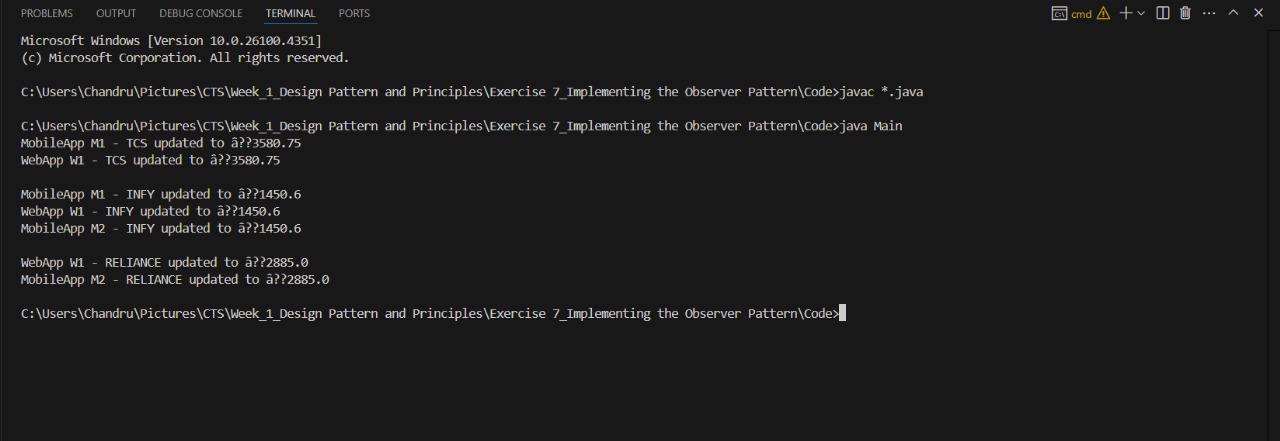 PROBLEMS OUTPUT DEBUG CONSOLE TERMINAL PORTS cmd
Microsoft Windows [Version 10.0.26100.4351]
(c) Microsoft Corporation. All rights reserved.
C:\Users\Chandru\Pictures\CTS\Week_1_Design Pattern and Principles\Exercise 7_Implementing the Observer Pattern\Code>javac *.java
C:\Users\Chandru\Pictures\CTS\Week_1_Design Pattern and Principles\Exercise 7_Implementing the Observer Pattern\Code>java Main
MobileApp M1 - TCS updated to â??3580.75
WebApp W1 - TCS updated to â??3580.75
MobileApp M1 - INFY updated to â??1450.6
WebApp W1 - INFY updated to â??1450.6
MobileApp M2 - INFY updated to â??1450.6
WebApp W1 - RELIANCE updated to â??2885.0
MobileApp M2 - RELIANCE updated to â??2885.0
C:\Users\Chandru\Pictures\CTS\Week_1_Design Pattern and Principles\Exercise 7_Implementing the Observer Pattern\Code>